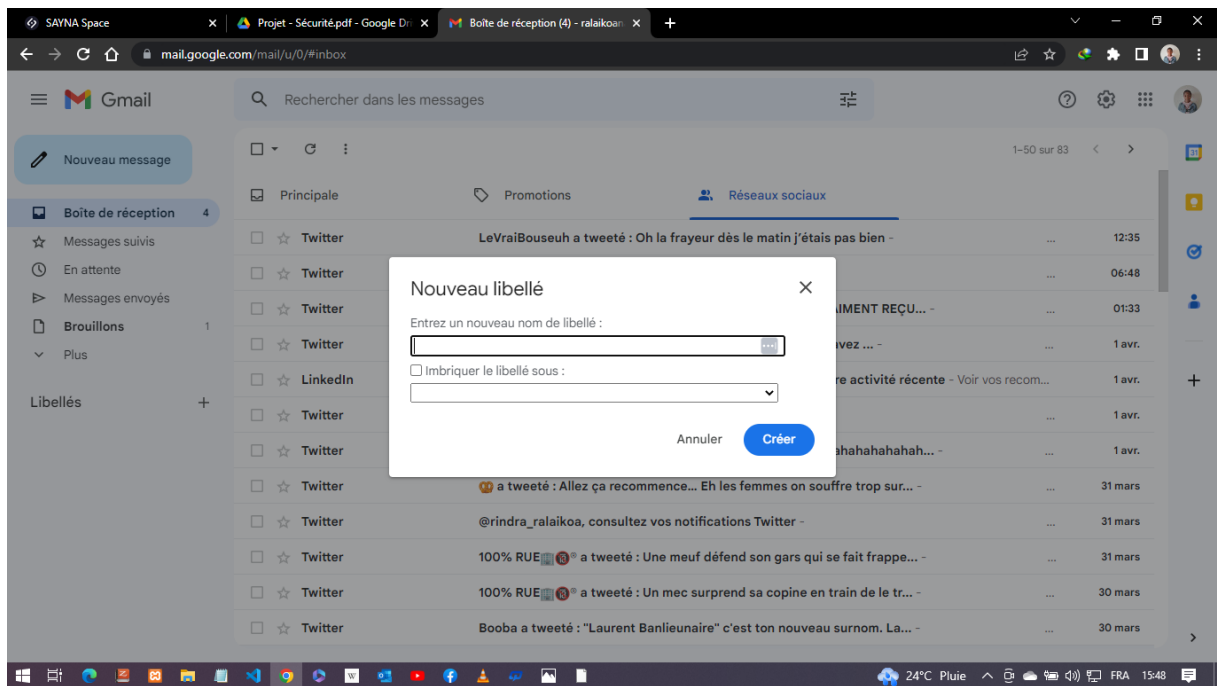 SAYNA Space
Projet - Sécurité.pdf - Google Dri
Boîte de réception (4) - ralaikoan
mail.google.com/mail/u/0/#inbox
Gmail
Rechercher dans les messages
Nouveau message
1–50 sur 83
Principale
Promotions
Réseaux sociaux
Boîte de réception 4
Messages suivis
En attente
Messages envoyés
Brouillons 1
Plus
Libellés
Twitter LeVraiBouseuh a tweeté : Oh la frayeur dès le matin j'étais pas bien - ... 12:35
Twitter ... 06:48
Twitter REÇU... - ... 01:33
Twitter ... - ... 1 avr.
LinkedIn activité récente - Voir vos recom... 1 avr.
Twitter ... 1 avr.
Twitter ahahahahahah... - ... 1 avr.
Twitter a tweeté : Allez ça recommence... Eh les femmes on souffre trop sur... - 31 mars
Twitter @rindra_ralaikoa, consultez vos notifications Twitter - ... 31 mars
Twitter 100% RUE🏢🔞® a tweeté : Une meuf défend son gars qui se fait frappe... - ... 31 mars
Twitter 100% RUE🏢🔞® a tweeté : Un mec surprend sa copine en train de le tr... - ... 30 mars
Twitter Booba a tweeté : "Laurent Banlieunaire" c'est ton nouveau surnom. La... - ... 30 mars
Nouveau libellé
Entrez un nouveau nom de libellé :
Imbriquer le libellé sous :
Annuler
Créer
31
24°C Pluie
FRA
15:48